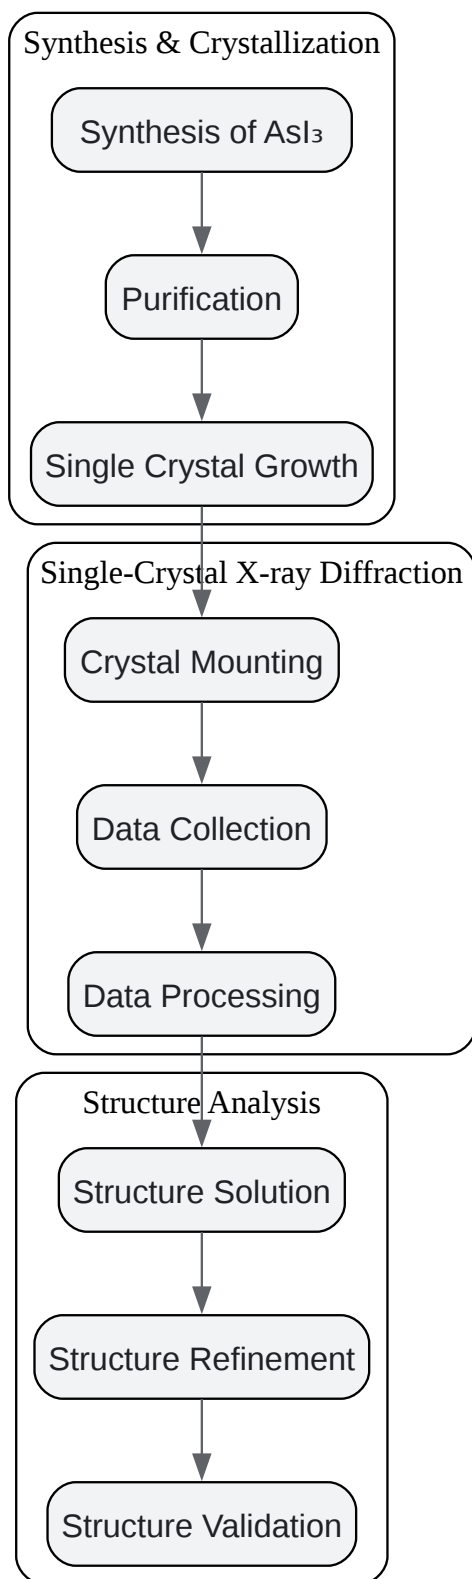 Synthesis & Crystallization
Synthesis of AsI₃
Purification
Single Crystal Growth
Single-Crystal X-ray Diffraction
Crystal Mounting
Data Collection
Data Processing
Structure Analysis
Structure Solution
Structure Refinement
Structure Validation